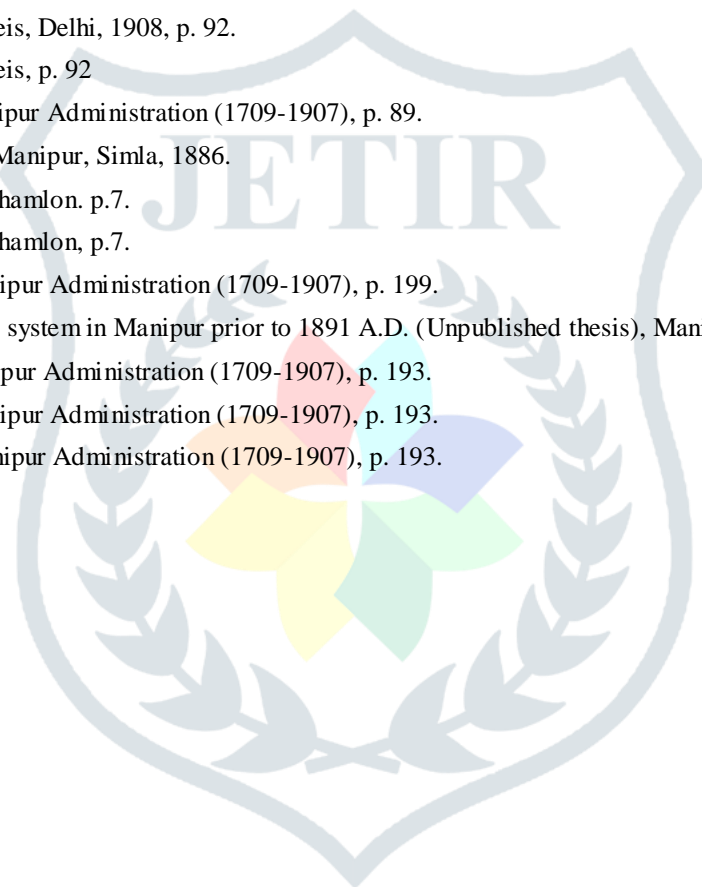 eis, Delhi, 1908, p. 92.
eis, p. 92
ipur Administration (1709-1907), p. 89.
Manipur, Simla, 1886.
hamlon. p.7.
hamlon, p.7.
JETIR
ipur Administration (1709-1907), p. 199.
system in Manipur prior to 1891 A.D. (Unpublished thesis), Mani
pur Administration (1709-1907), p. 193.
ipur Administration (1709-1907), p. 193.
nipur Administration (1709-1907), p. 193.